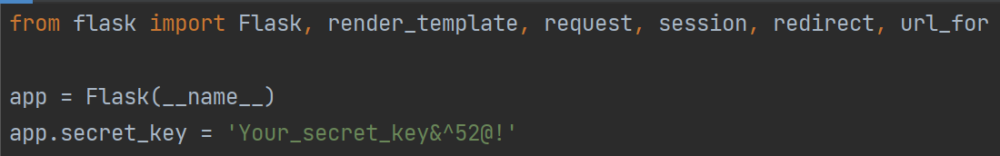 from flask import Flask, render_template, request, session, redirect, url_for
app = Flask(__name__)
app.secret_key = 'Your_secret_key&^52@!'